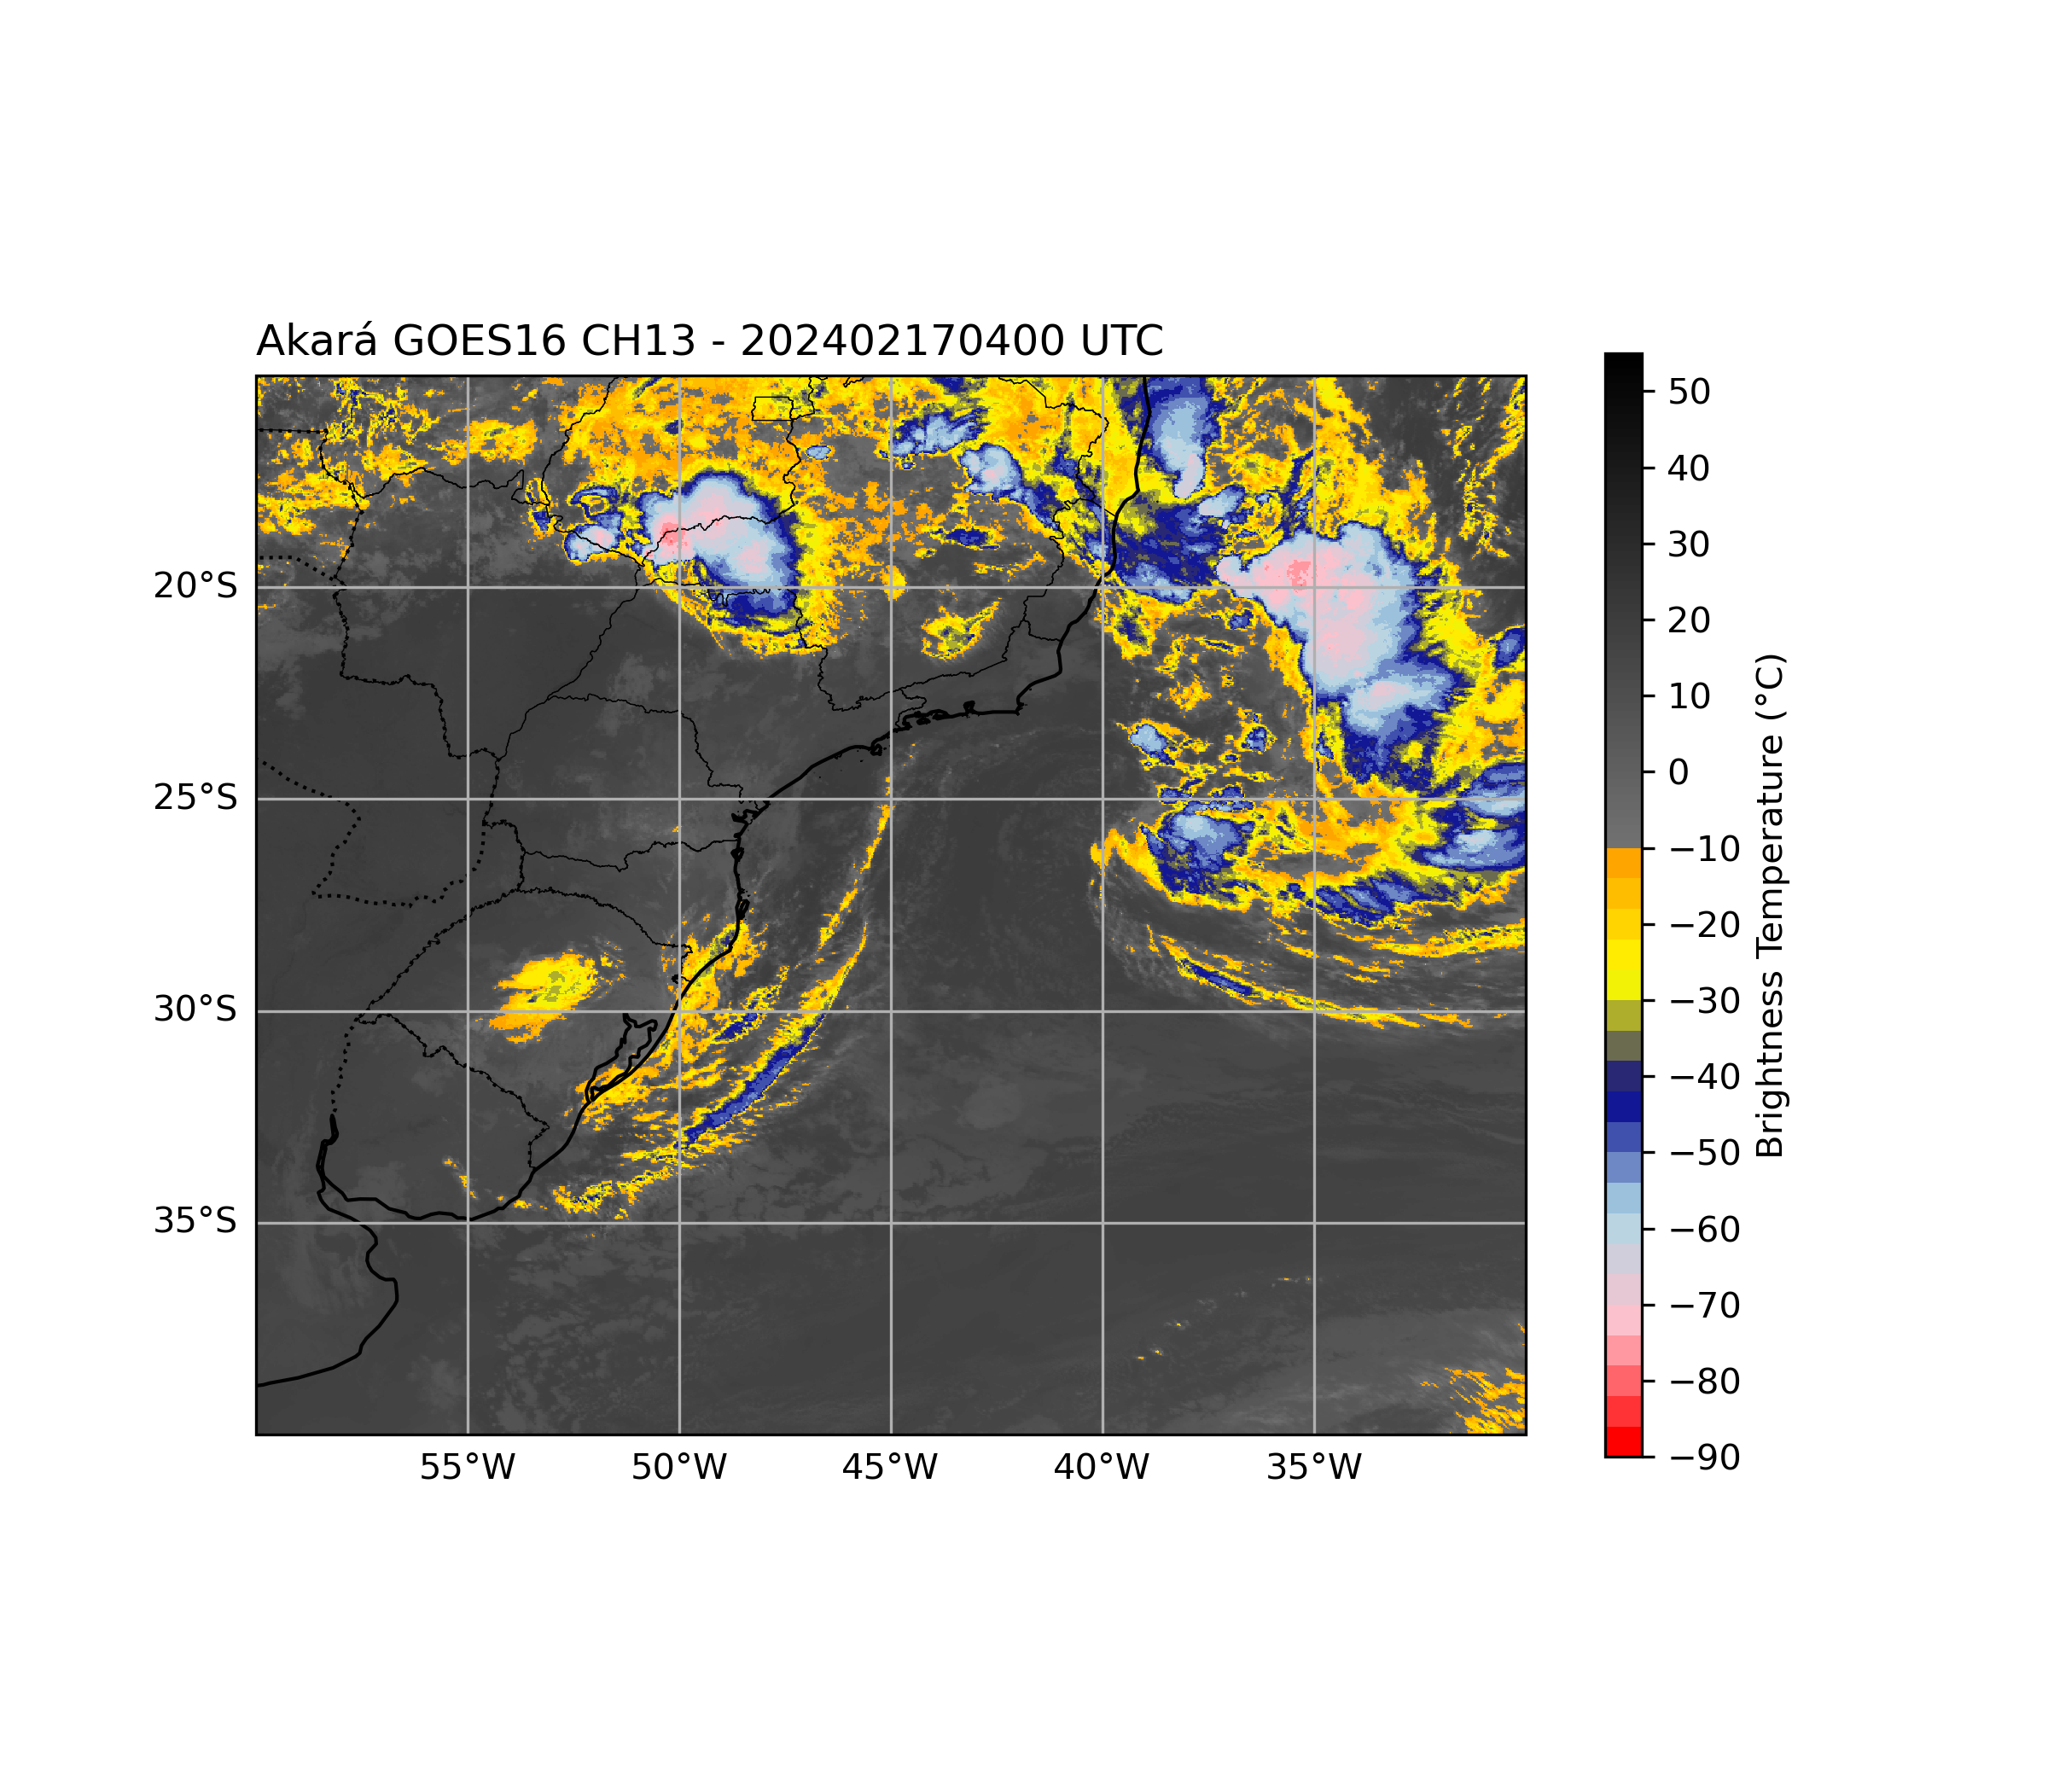 Akará GOES16 CH13 - 202402170400 UTC
20°S
25°S
30°S
35°S
55°W 50°W 45°W 40°W 35°W
50
40
30
20
10
0
−10
−20
−30
−40
−50
−60
−70
−80
−90
Brightness Temperature (°C)